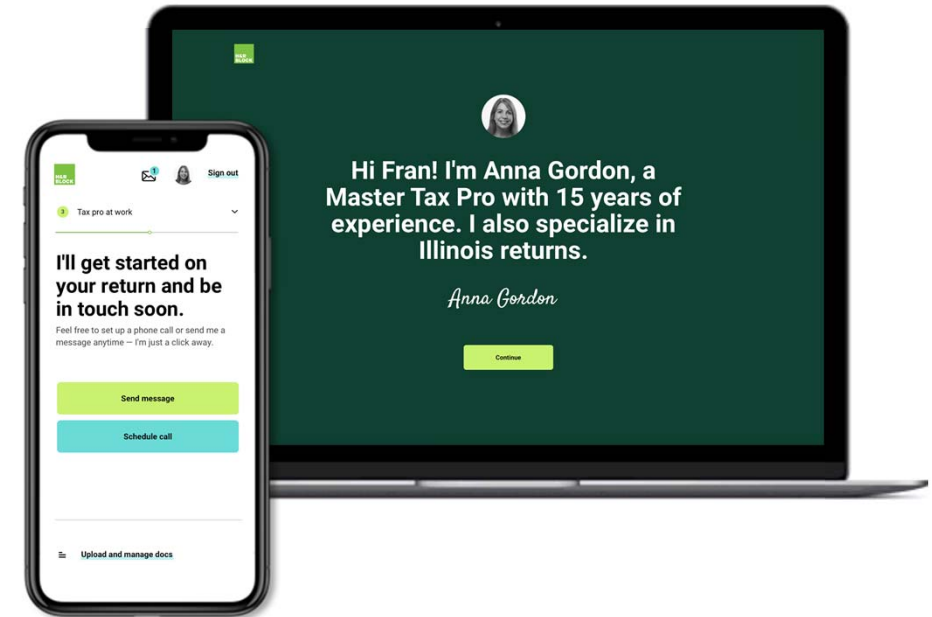 H&R
BLOCK
Hi Fran! I'm Anna Gordon, a
Master Tax Pro with 15 years of
experience. I also specialize in
Illinois returns.
Anna Gordon
Continue
H&R
BLOCK
1
Sign out
3 Tax pro at work
I'll get started on
your return and be
in touch soon.
Feel free to set up a phone call or send me a
message anytime — I'm just a click away.
Send message
Schedule call
Upload and manage docs